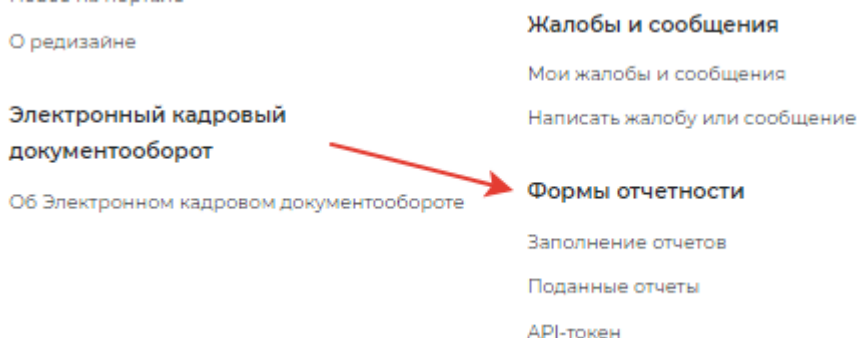 О редизайне
Электронный кадровый
документооборот
Об Электронном кадровом документообороте
Жалобы и сообщения
Мои жалобы и сообщения
Написать жалобу или сообщение
Формы отчетности
Заполнение отчетов
Поданные отчеты
API-токен